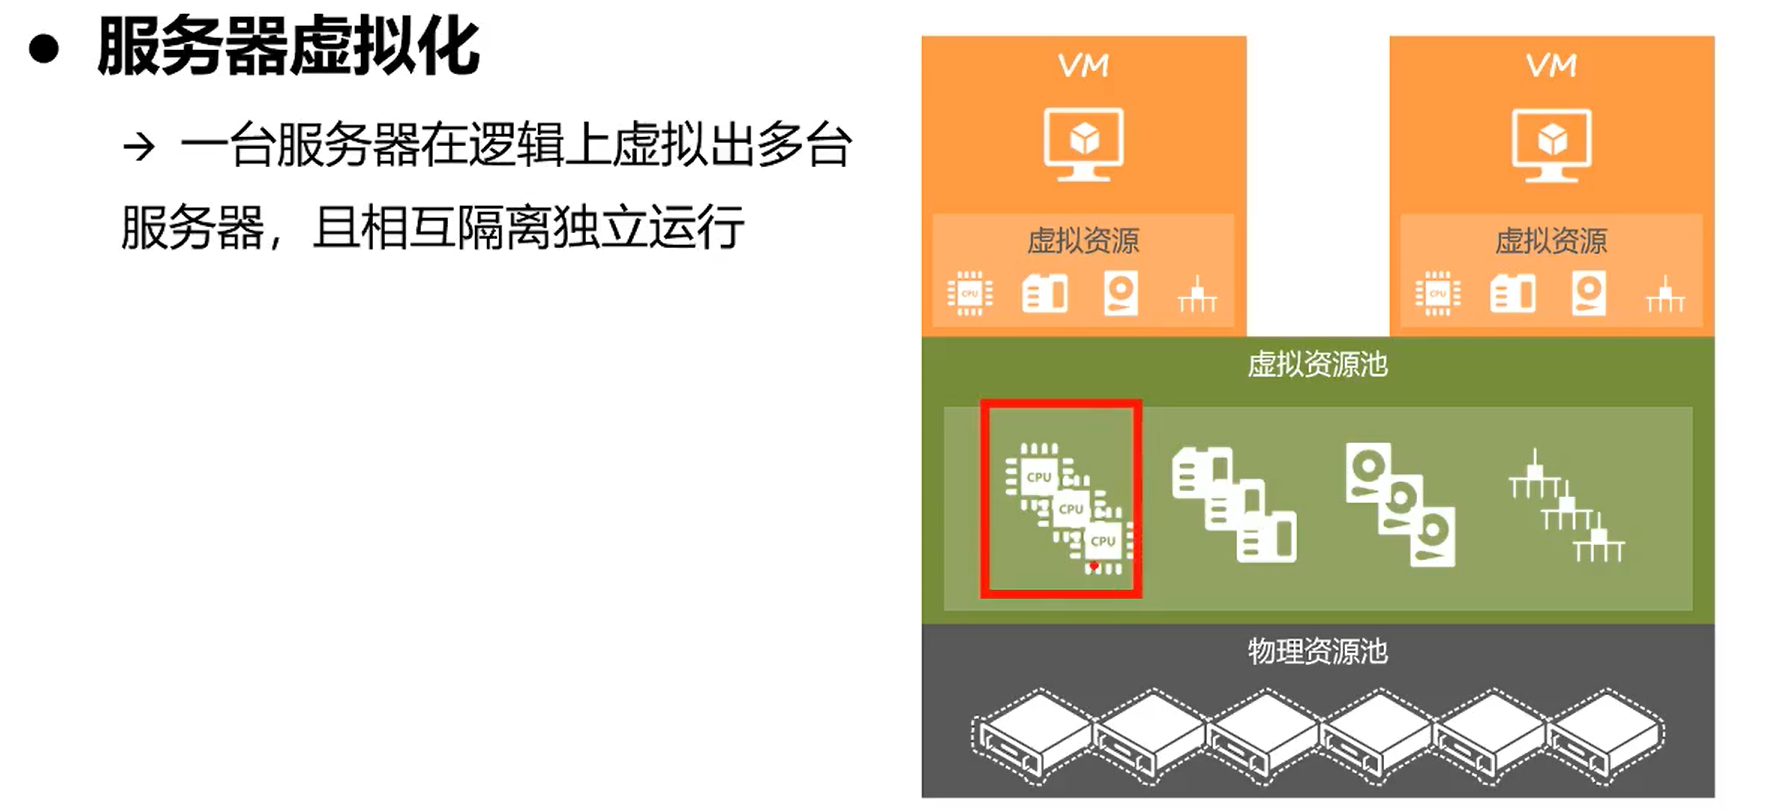 ● 服务器虚拟化
→ 一台服务器在逻辑上虚拟出多台
服务器，且相互隔离独立运行
VM
虚拟资源
CPU
VM
虚拟资源
CPU
虚拟资源池
CPU
CPU
CPU
物理资源池